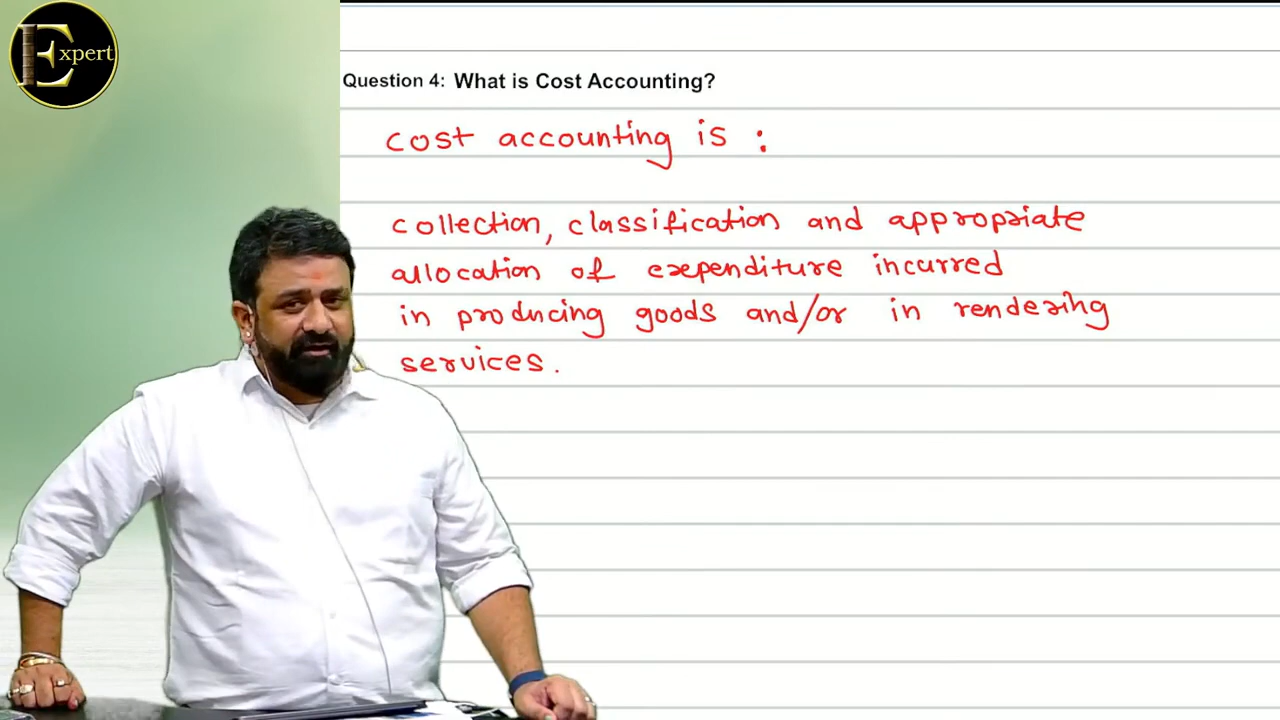 Expert
Question 4: What is Cost Accounting?
cost accounting is :
collection, classification and appropriate
allocation of expenditure incurred
in producing goods and/or in rendering
services.